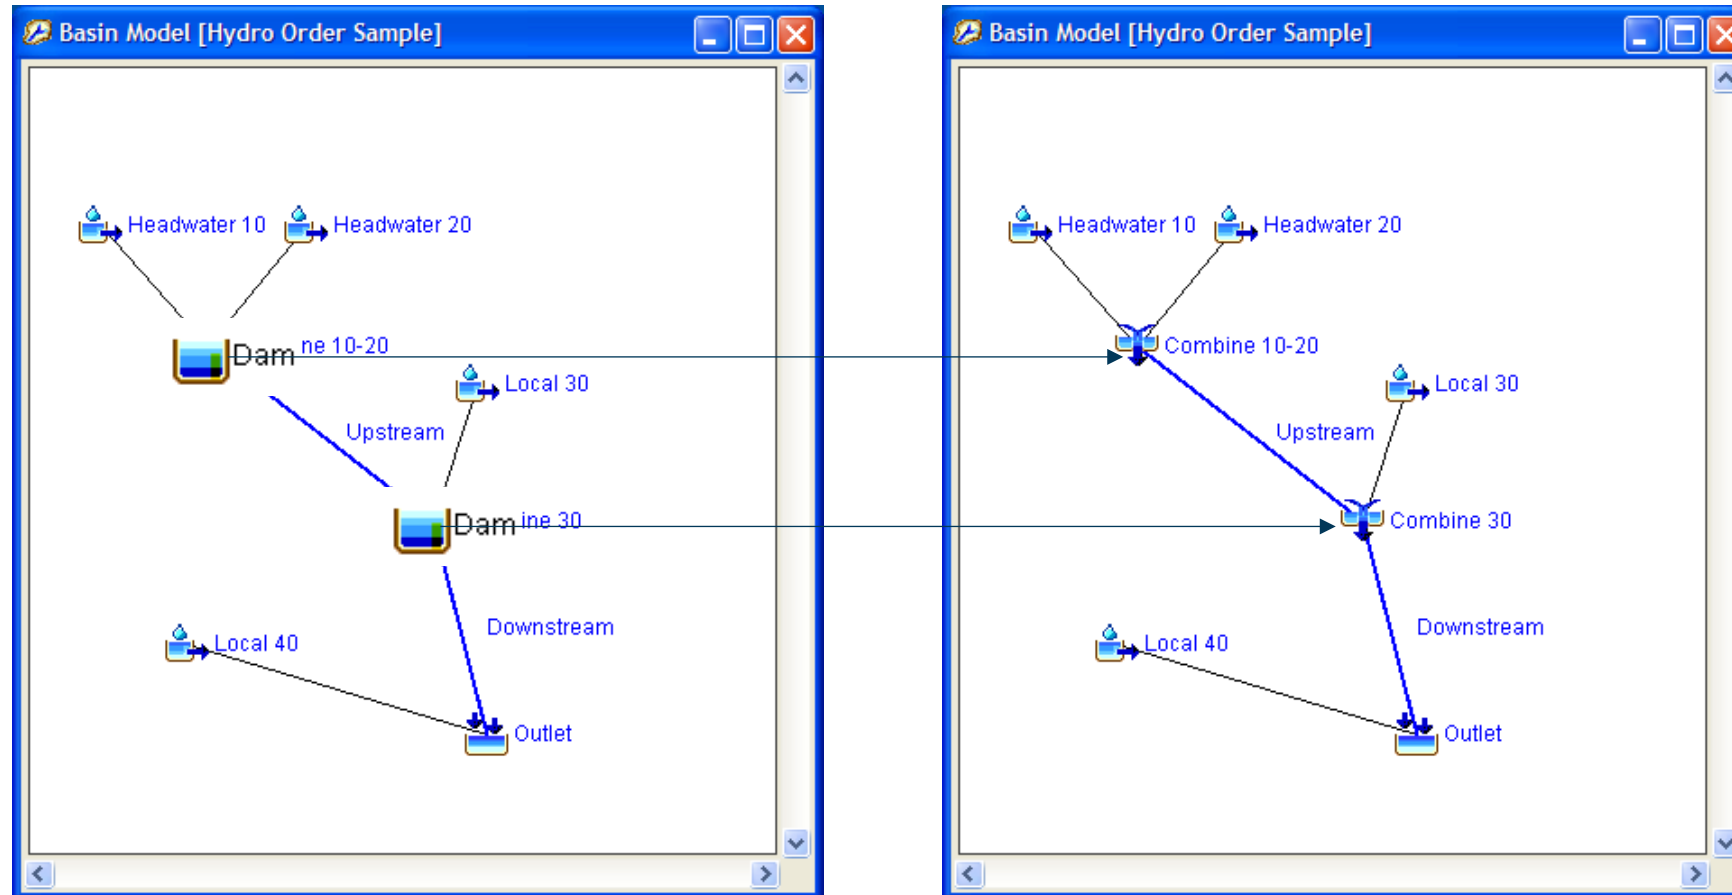 Basin Model [Hydro Order Sample]
Headwater 10
Headwater 20
Dam ne 10-20
Local 30
Upstream
Dam ine 30
Downstream
Local 40
Outlet
Basin Model [Hydro Order Sample]
Headwater 10
Headwater 20
Combine 10-20
Local 30
Upstream
Combine 30
Downstream
Local 40
Outlet